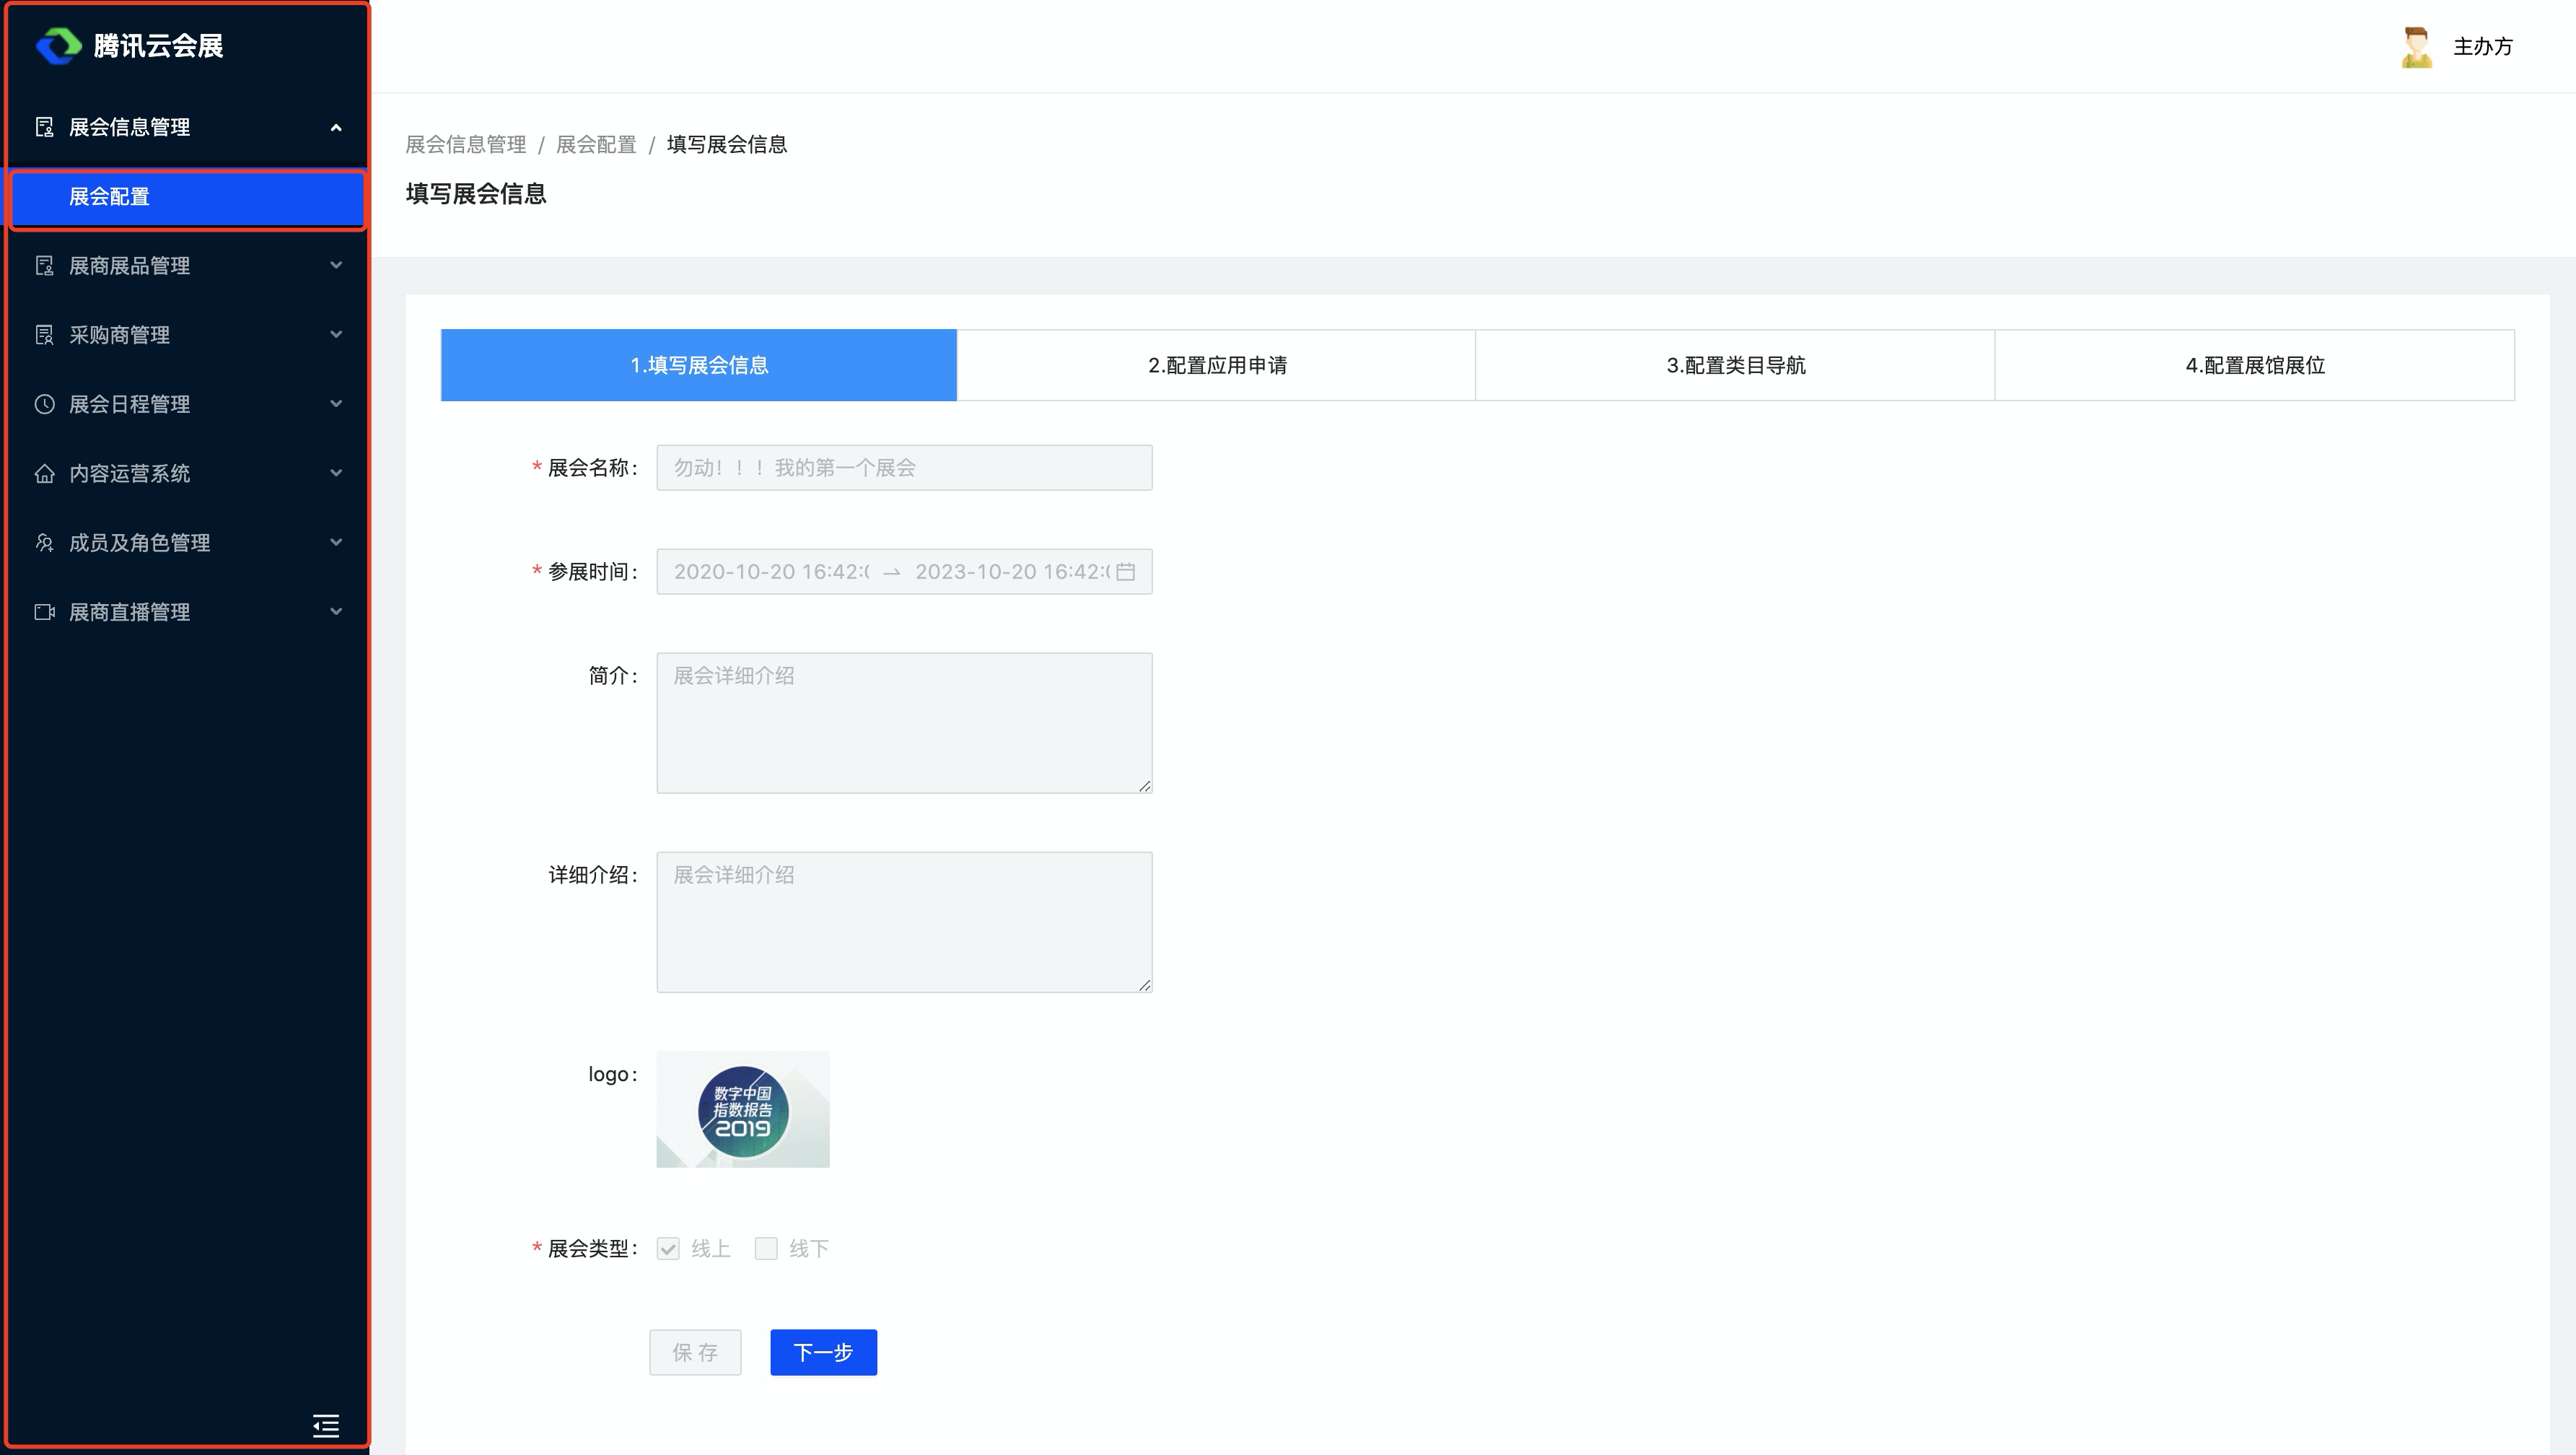 腾讯云会展
主办方
展会信息管理
展会配置
展商展品管理
采购商管理
展会日程管理
内容运营系统
成员及角色管理
展商直播管理
展会信息管理 / 展会配置 / 填写展会信息
填写展会信息
1.填写展会信息
2.配置应用申请
3.配置类目导航
4.配置展馆展位
* 展会名称: 勿动！！！我的第一个展会
* 参展时间: 2020-10-20 16:42:( → 2023-10-20 16:42:(
简介: 展会详细介绍
详细介绍: 展会详细介绍
logo:
数字中国
指数报告
2019
* 展会类型: 线上 线下
保 存 下一步